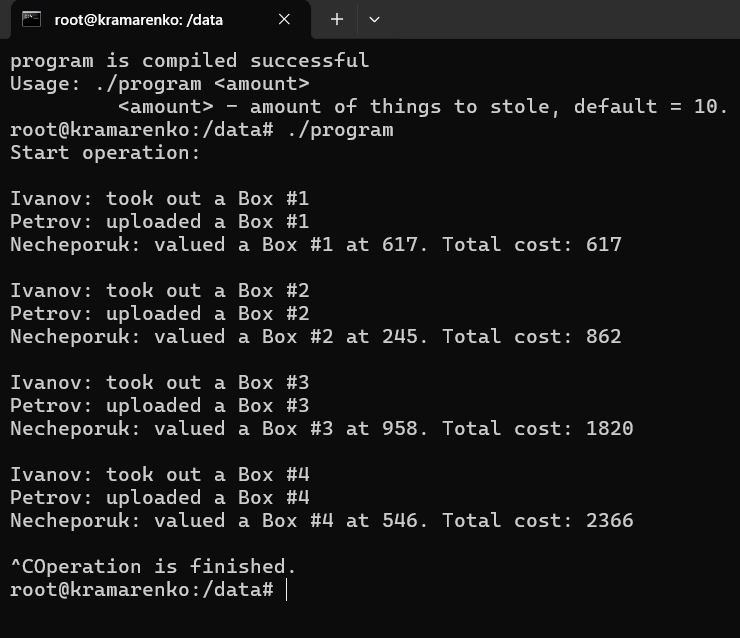 root@kramarenko: /data
program is compiled successful
Usage: ./program <amount>
<amount> – amount of things to stole, default = 10.
root@kramarenko:/data# ./program
Start operation:
Ivanov: took out a Box #1
Petrov: uploaded a Box #1
Necheporuk: valued a Box #1 at 617. Total cost: 617
Ivanov: took out a Box #2
Petrov: uploaded a Box #2
Necheporuk: valued a Box #2 at 245. Total cost: 862
Ivanov: took out a Box #3
Petrov: uploaded a Box #3
Necheporuk: valued a Box #3 at 958. Total cost: 1820
Ivanov: took out a Box #4
Petrov: uploaded a Box #4
Necheporuk: valued a Box #4 at 546. Total cost: 2366
^COperation is finished.
root@kramarenko:/data#